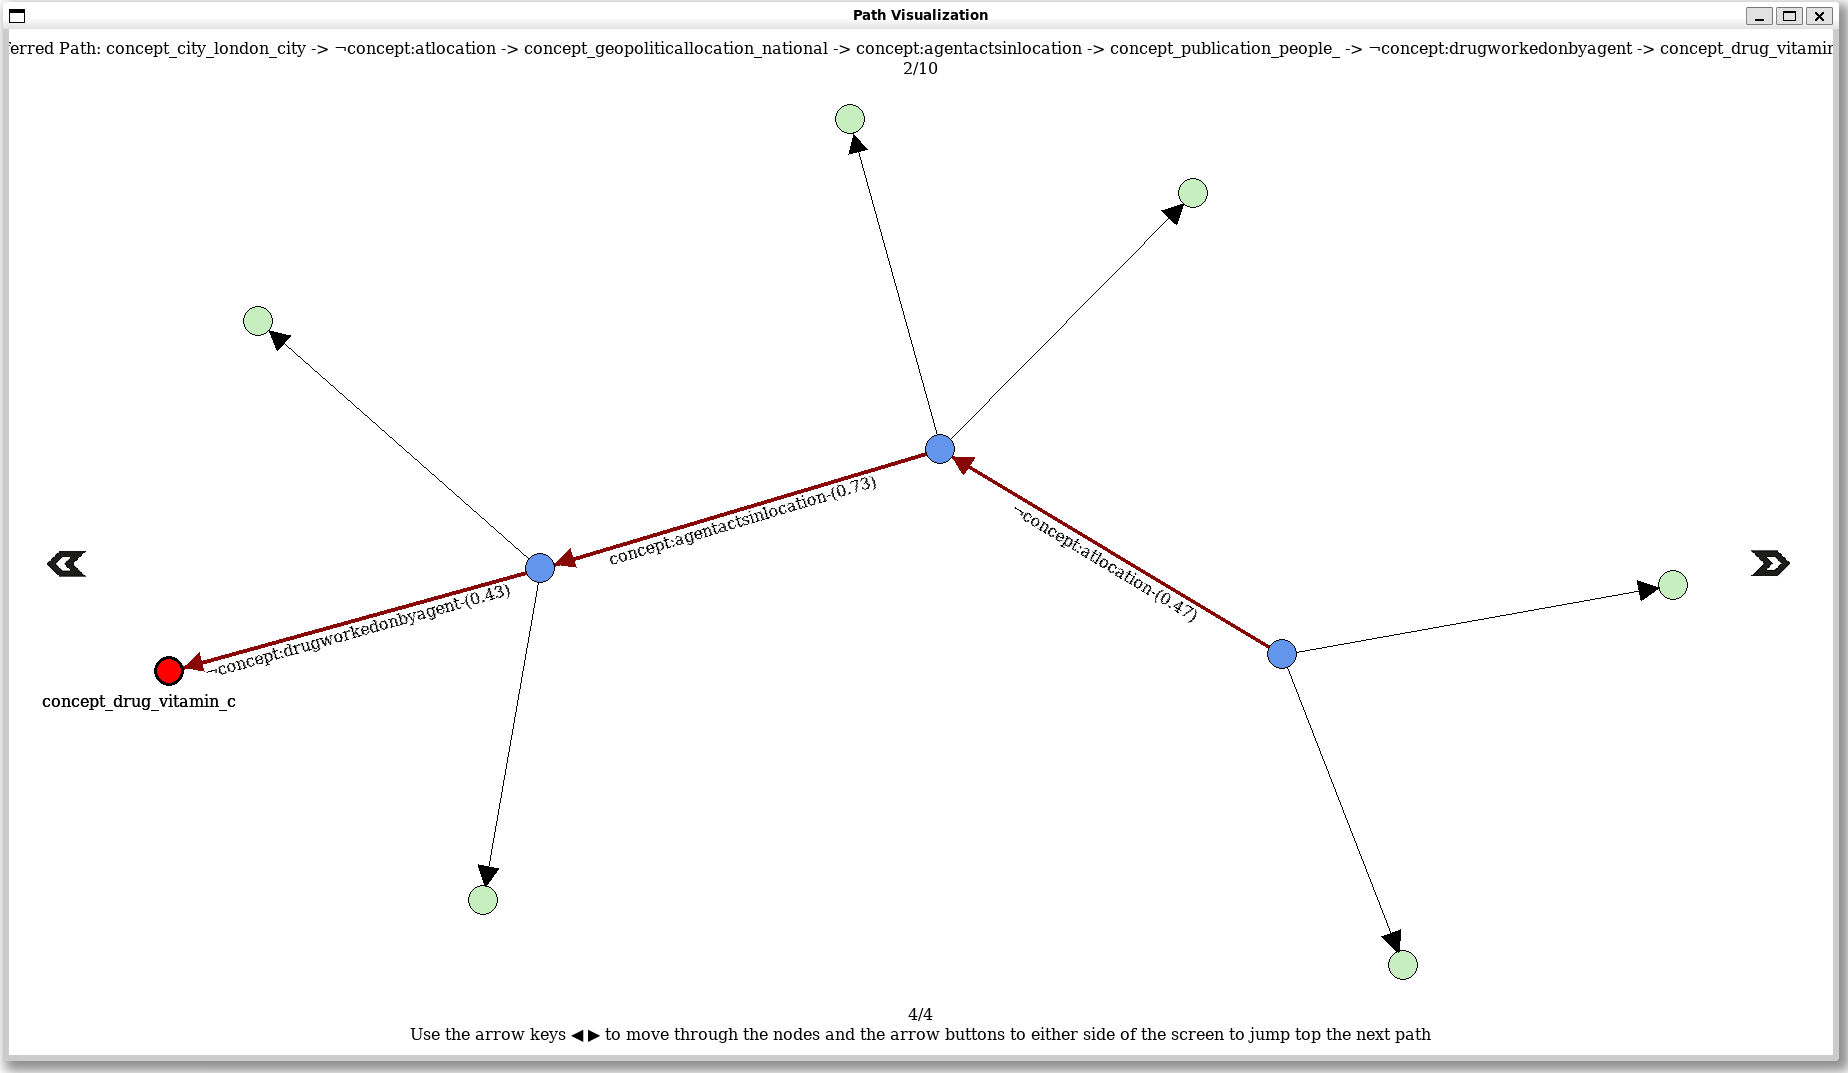 Path Visualization
erred Path: concept_city_london_city -> ¬concept:atlocation -> concept_geopoliticallocation_national -> concept:agentactsinlocation -> concept_publication_people_ -> ¬concept:drugworkedonbyagent -> concept_drug_vitamin
2/10
concept:agentactsinlocation-(0.73)
¬concept:atlocation-(0.47)
¬concept:drugworkedonbyagent-(0.43)
concept_drug_vitamin_c
4/4
Use the arrow keys ◀ ▶ to move through the nodes and the arrow buttons to either side of the screen to jump top the next path